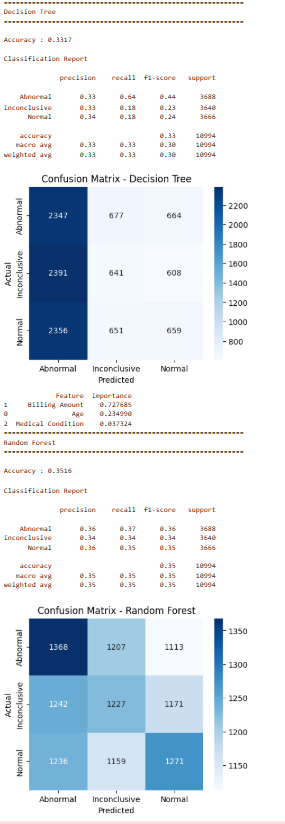 ================================================================
Decision Tree
================================================================
Accuracy : 0.3317
Classification Report
precision recall f1-score support
Abnormal 0.33 0.64 0.44 3688
Inconclusive 0.33 0.18 0.23 3640
Normal 0.34 0.18 0.24 3666
accuracy 0.33 10994
macro avg 0.33 0.33 0.30 10994
weighted avg 0.33 0.33 0.30 10994
Confusion Matrix - Decision Tree
Abnormal 2347 677 664
Inconclusive 2391 641 608
Normal 2356 651 659
Actual
Abnormal Inconclusive Normal
Predicted
2200
2000
1800
1600
1400
1200
1000
800
Feature Importance
1 Billing Amount 0.727685
0 Age 0.234990
2 Medical Condition 0.037324
================================================================
Random Forest
================================================================
Accuracy : 0.3516
Classification Report
precision recall f1-score support
Abnormal 0.36 0.37 0.36 3688
Inconclusive 0.34 0.34 0.34 3640
Normal 0.36 0.35 0.35 3666
accuracy 0.35 10994
macro avg 0.35 0.35 0.35 10994
weighted avg 0.35 0.35 0.35 10994
Confusion Matrix - Random Forest
Abnormal 1368 1207 1113
Inconclusive 1242 1227 1171
Normal 1236 1159 1271
Actual
Abnormal Inconclusive Normal
Predicted
1350
1300
1250
1200
1150